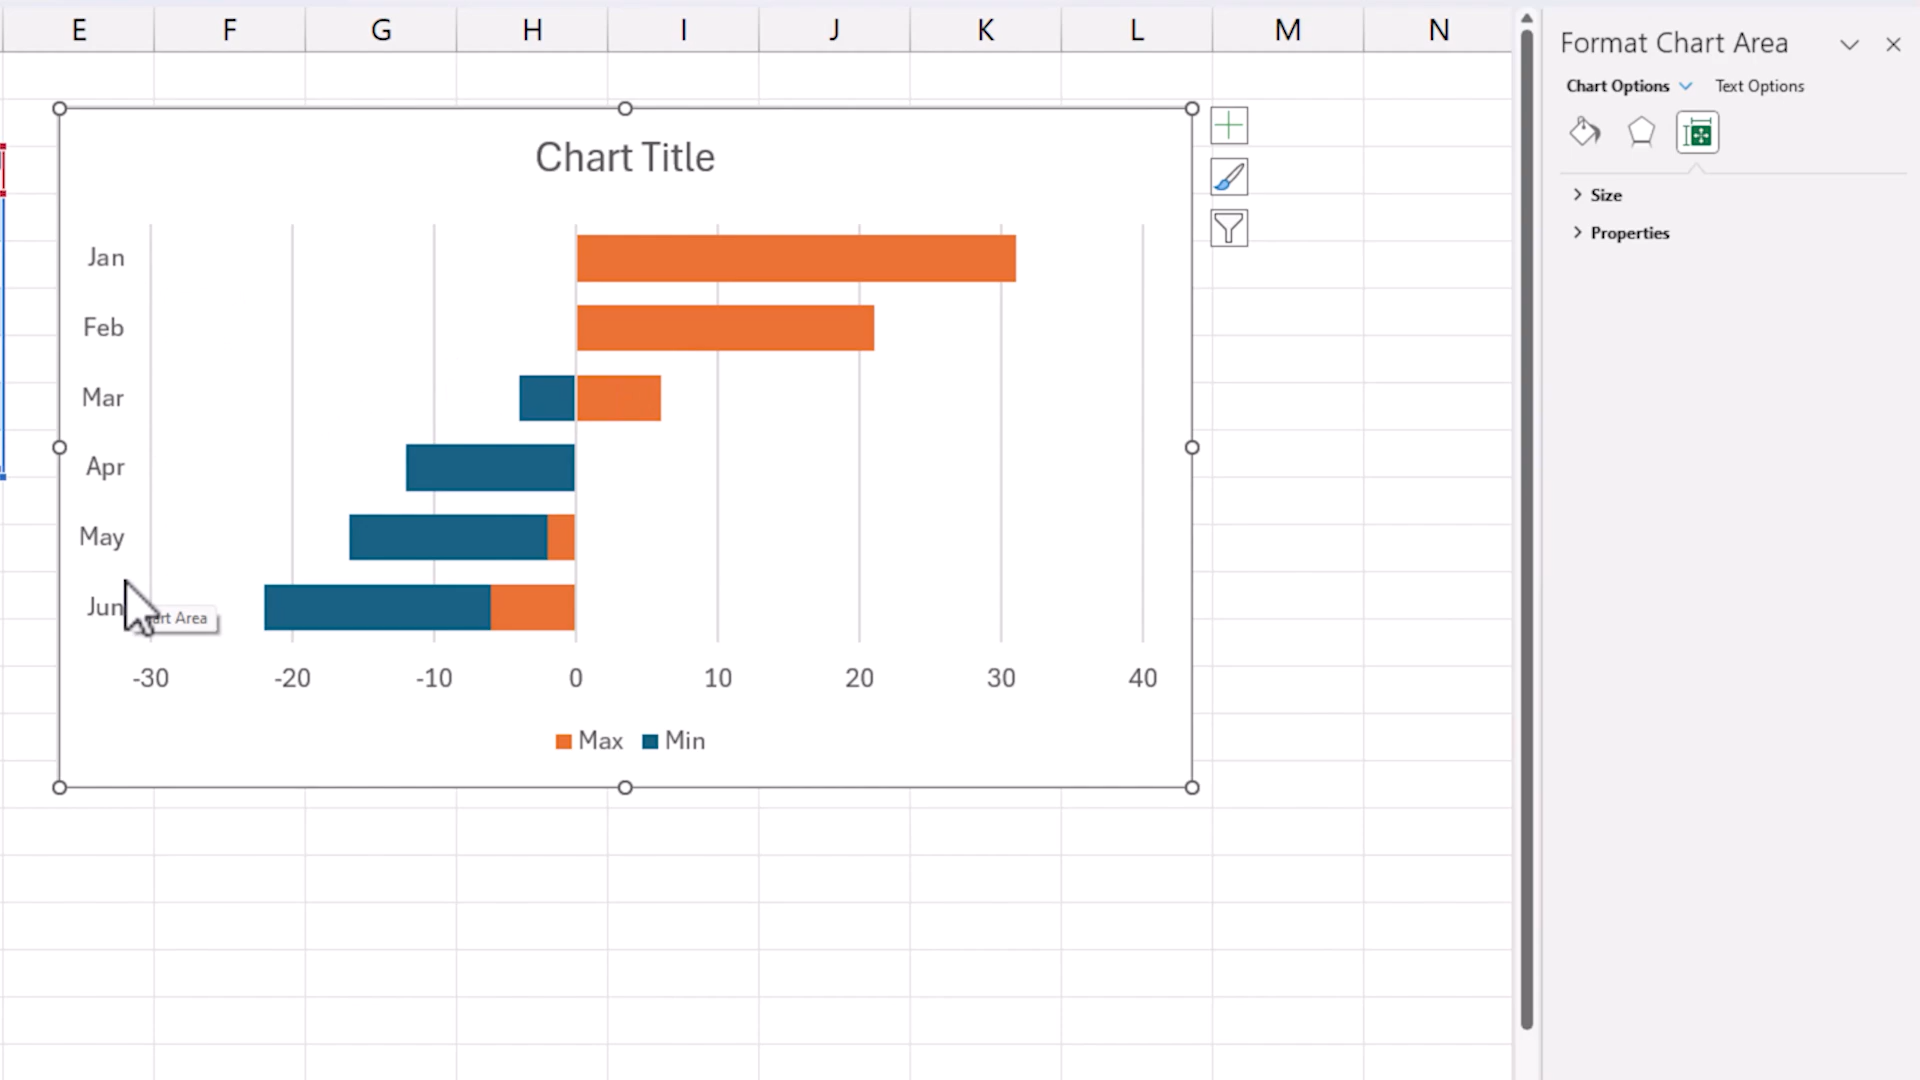 E F G H I J K L M N
Format Chart Area
Chart Options Text Options
Size
Properties
Chart Title
Jan
Feb
Mar
Apr
May
Jun
Area
-30 -20 -10 0 10 20 30 40
Max Min